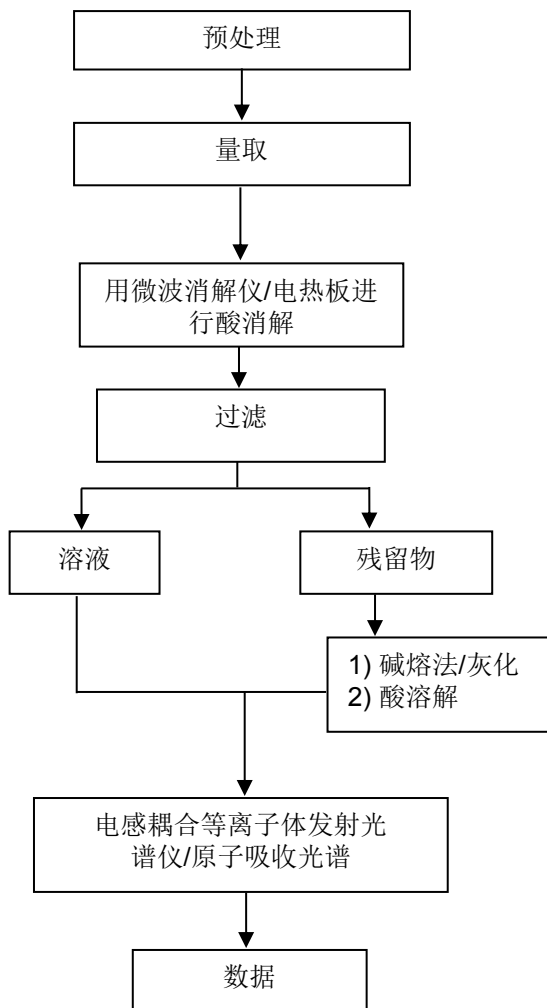 预处理
量取
用微波消解仪/电热板进
行酸消解
过滤
溶液
残留物
1) 碱熔法/灰化
2) 酸溶解
电感耦合等离子体发射光
谱仪/原子吸收光谱
数据